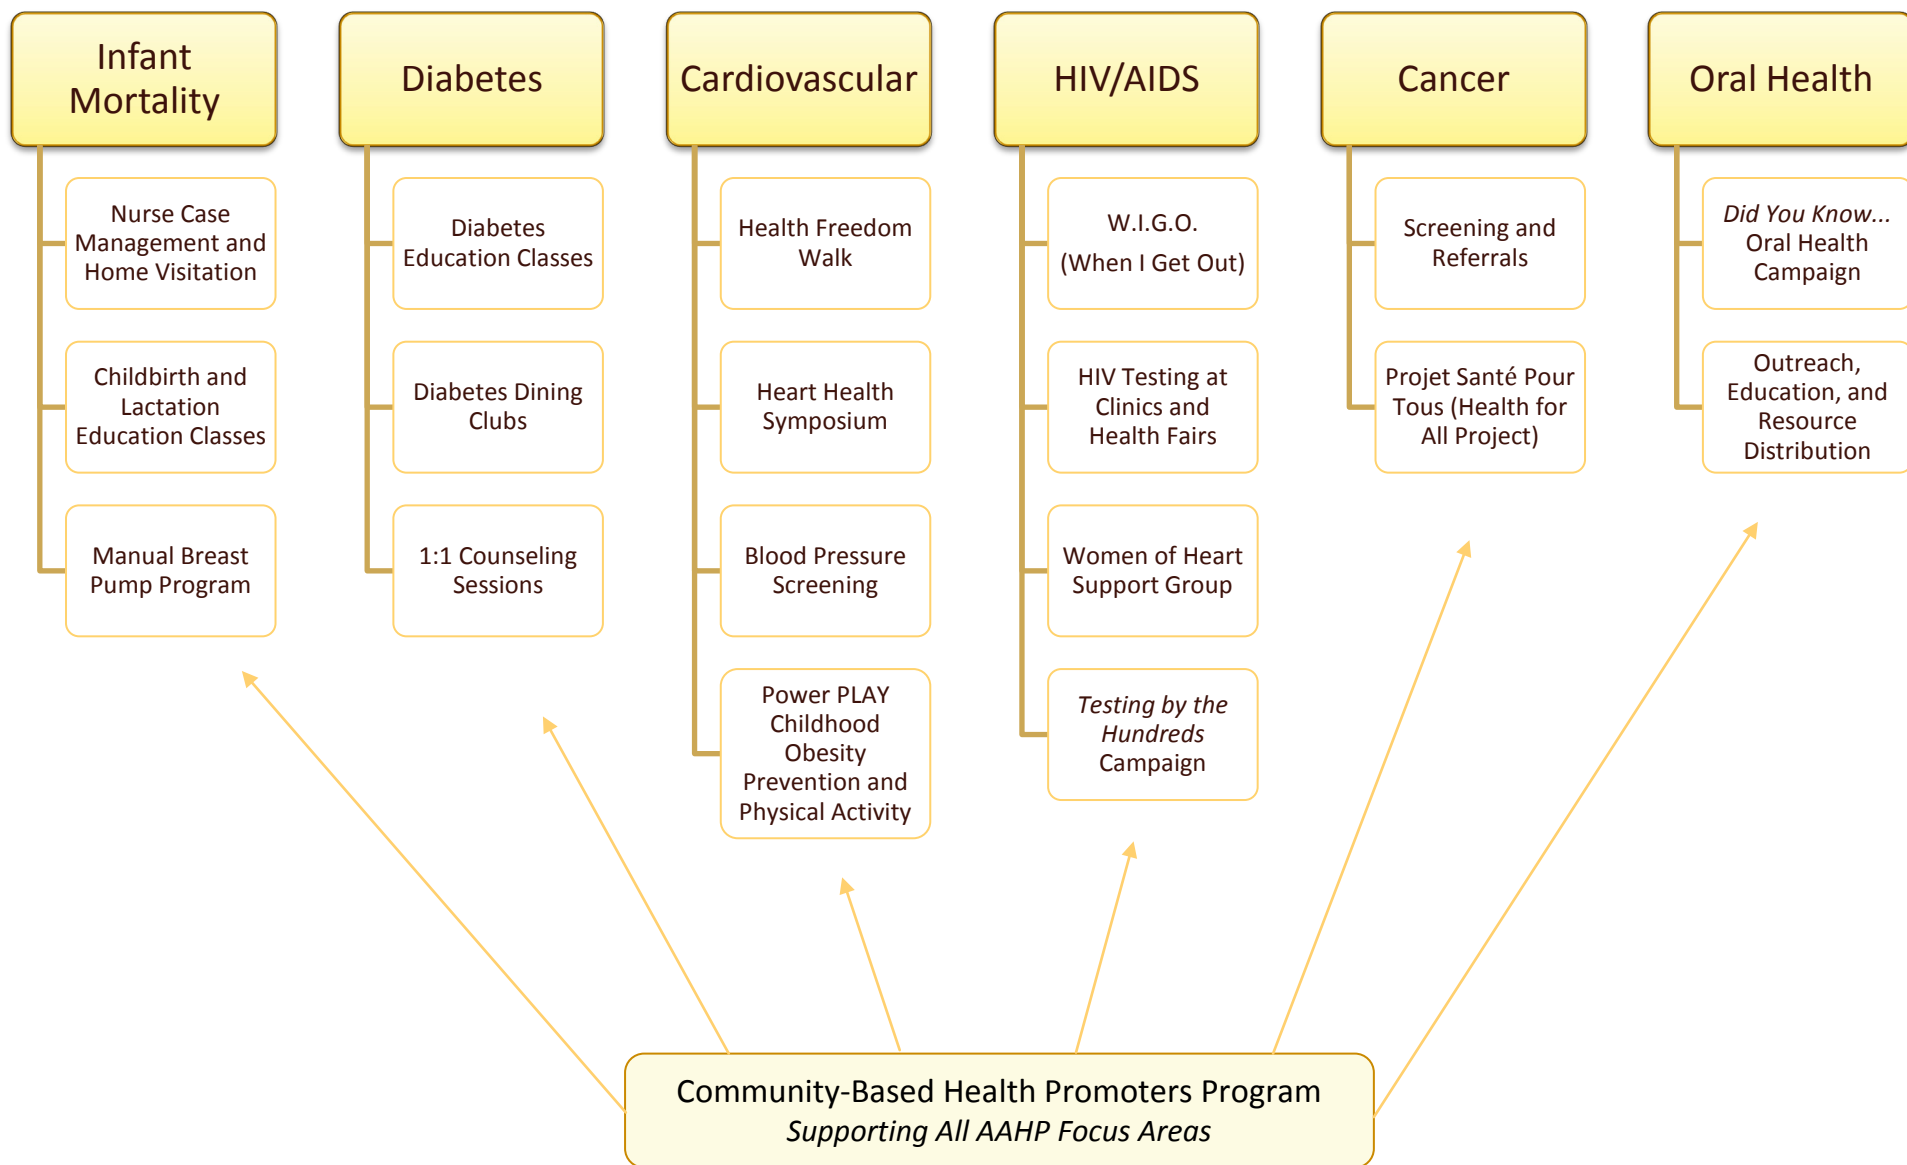 Infant
Mortality
Nurse Case
Management and
Home Visitation
Childbirth and
Lactation
Education Classes
Manual Breast
Pump Program
Diabetes
Diabetes
Education Classes
Diabetes Dining
Clubs
1:1 Counseling
Sessions
Cardiovascular
Health Freedom
Walk
Heart Health
Symposium
Blood Pressure
Screening
Power PLAY
Childhood
Obesity
Prevention and
Physical Activity
HIV/AIDS
W.I.G.O.
(When I Get Out)
HIV Testing at
Clinics and
Health Fairs
Women of Heart
Support Group
Testing by the
Hundreds
Campaign
Cancer
Screening and
Referrals
Projet Santé Pour
Tous (Health for
All Project)
Oral Health
Did You Know...
Oral Health
Campaign
Outreach,
Education, and
Resource
Distribution
Community-Based Health Promoters Program
Supporting All AAHP Focus Areas